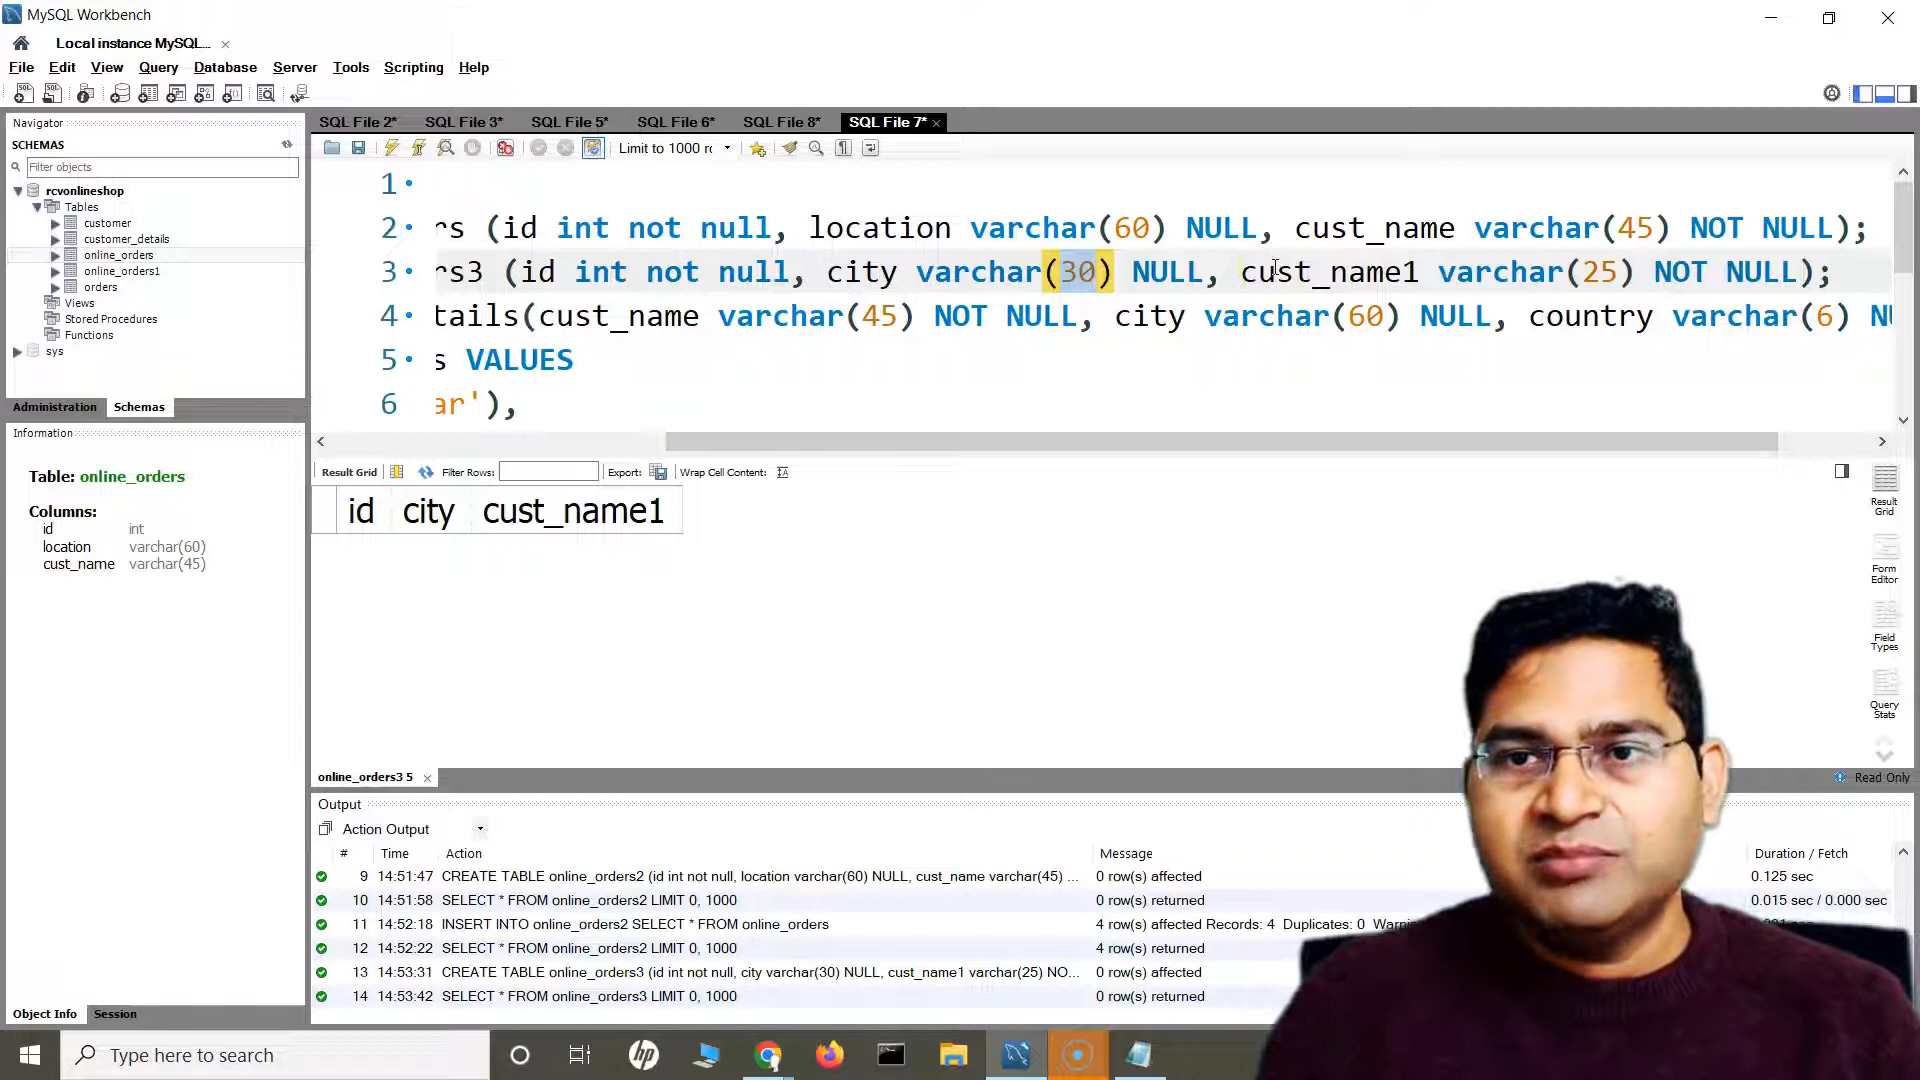 MySQL Workbench
Local instance MySQL...
File Edit View Query Database Server Tools Scripting Help
Navigator
SCHEMAS
Filter objects
rcvonlineshop
Tables
customer
customer_details
online_orders
online_orders1
orders
Views
Stored Procedures
Functions
sys
Administration Schemas
Information
Table: online_orders
Columns:
id int
location varchar(60)
cust_name varchar(45)
Object Info Session
SQL File 2* SQL File 3* SQL File 5* SQL File 6* SQL File 8* SQL File 7*
Limit to 1000 rc
1
2 rs (id int not null, location varchar(60) NULL, cust_name varchar(45) NOT NULL);
3 rs3 (id int not null, city varchar(30) NULL, cust_name1 varchar(25) NOT NULL);
4 tails(cust_name varchar(45) NOT NULL, city varchar(60) NULL, country varchar(6) NU
5 s VALUES
6 ar'),
Result Grid Filter Rows: Export: Wrap Cell Content:
id city cust_name1
Result Grid
Form Editor
Field Types
Query Stats
online_orders3 5
Read Only
Output
Action Output
# Time Action Message Duration / Fetch
9 14:51:47 CREATE TABLE online_orders2 (id int not null, location varchar(60) NULL, cust_name varchar(45) ... 0 row(s) affected 0.125 sec
10 14:51:58 SELECT * FROM online_orders2 LIMIT 0, 1000 0 row(s) returned 0.015 sec / 0.000 sec
11 14:52:18 INSERT INTO online_orders2 SELECT * FROM online_orders 4 row(s) affected Records: 4 Duplicates: 0 Warnin
12 14:52:22 SELECT * FROM online_orders2 LIMIT 0, 1000 4 row(s) returned
13 14:53:31 CREATE TABLE online_orders3 (id int not null, city varchar(30) NULL, cust_name1 varchar(25) NO... 0 row(s) affected
14 14:53:42 SELECT * FROM online_orders3 LIMIT 0, 1000 0 row(s) returned
Type here to search
hp